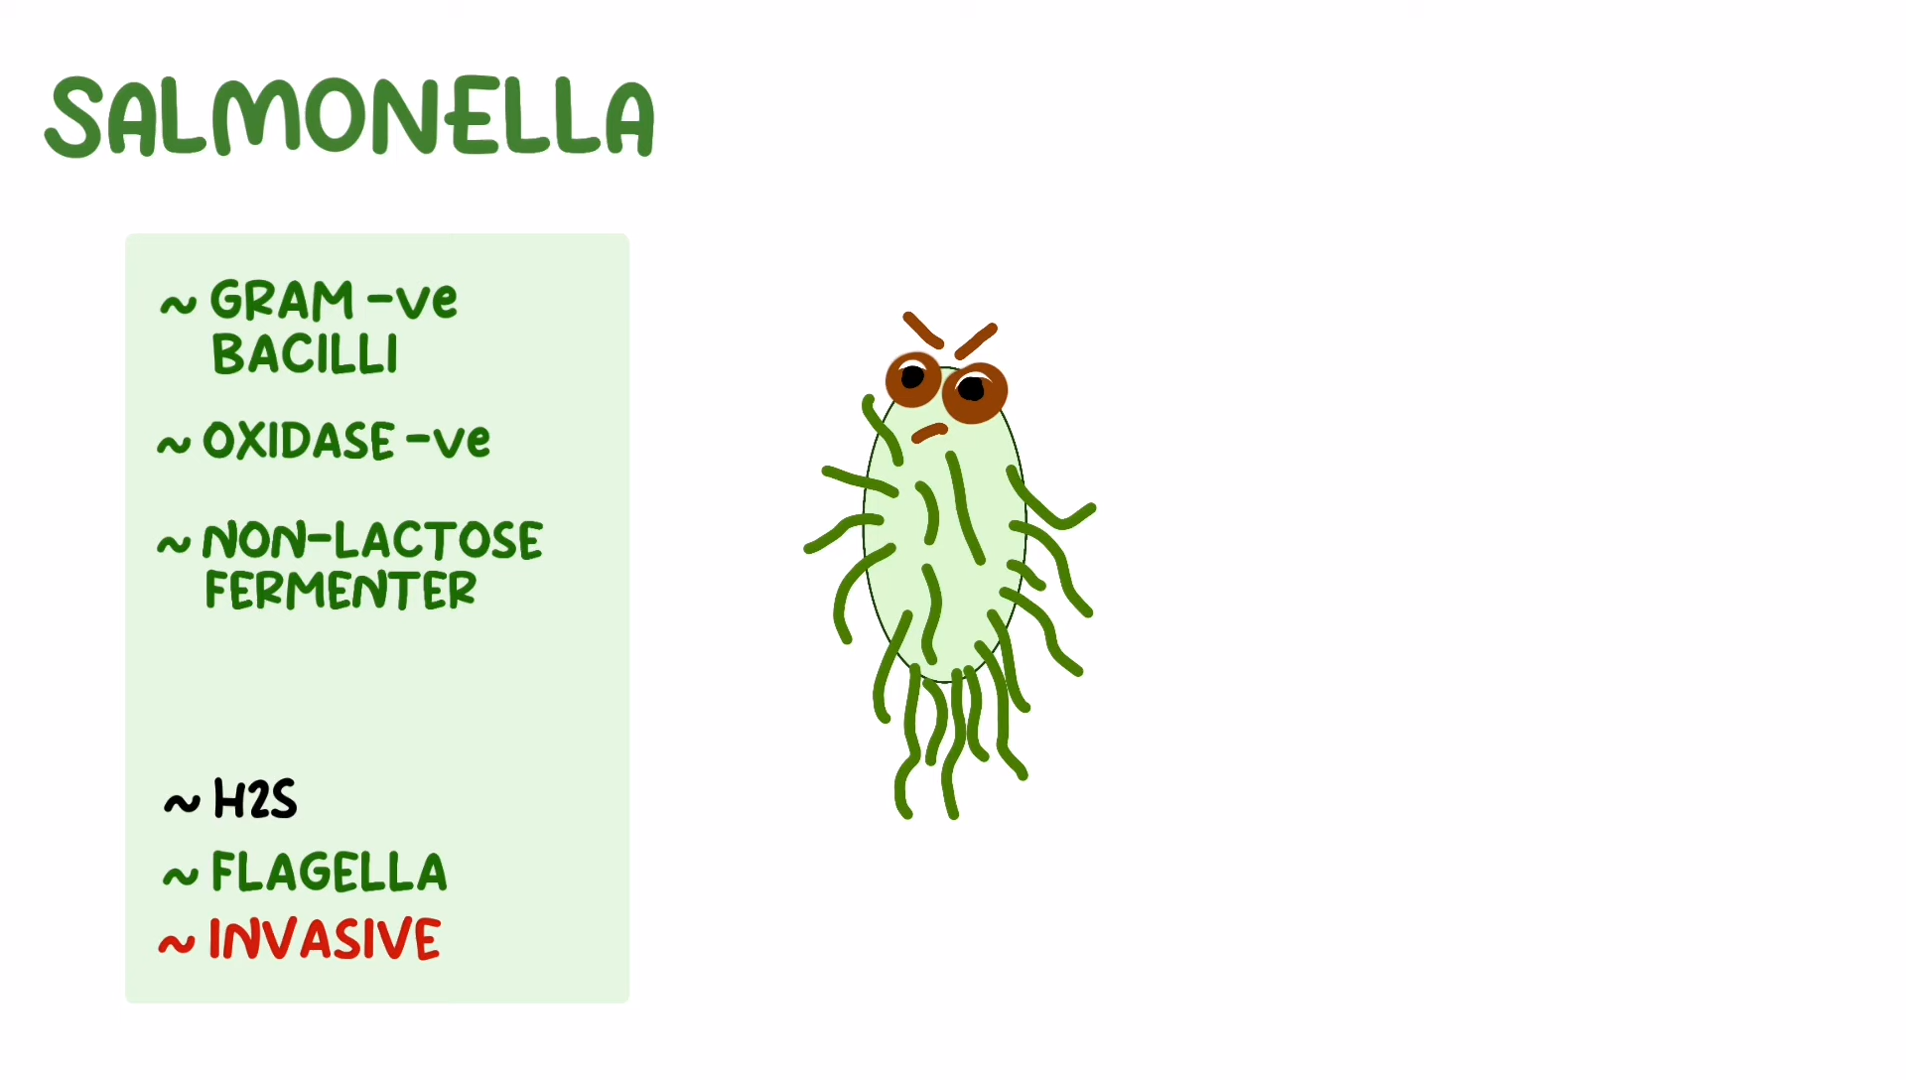 SALMONELLA
~ GRAM -ve
BACILLI
~ OXIDASE -ve
~ NON-LACTOSE
FERMENTER
~ H2S
~ FLAGELLA
~ INVASIVE